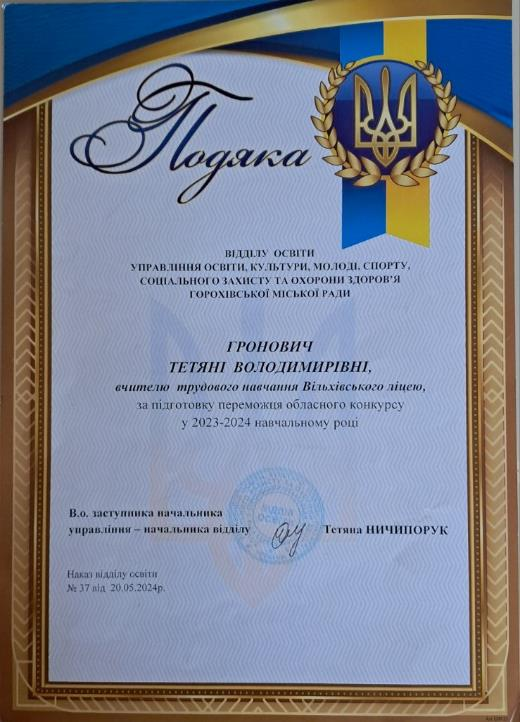 Подяка
ВІДДІЛУ ОСВІТИ
УПРАВЛІННЯ ОСВІТИ, КУЛЬТУРИ, МОЛОДІ, СПОРТУ,
СОЦІАЛЬНОГО ЗАХИСТУ ТА ОХОРОНИ ЗДОРОВ'Я
ГОРОХІВСЬКОЇ МІСЬКОЇ РАДИ
ГРОНОВИЧ
ТЕТЯНІ ВОЛОДИМИРІВНІ,
вчителю трудового навчання Вільхівського ліцею,
за підготовку переможця обласного конкурсу
у 2023-2024 навчальному році
В.о. заступника начальника
управління – начальника відділу Тетяна НИЧИПОРУК
ВІДДІЛ
ОСВІТИ
Наказ відділу освіти
№ 37 від 20.05.2024р.